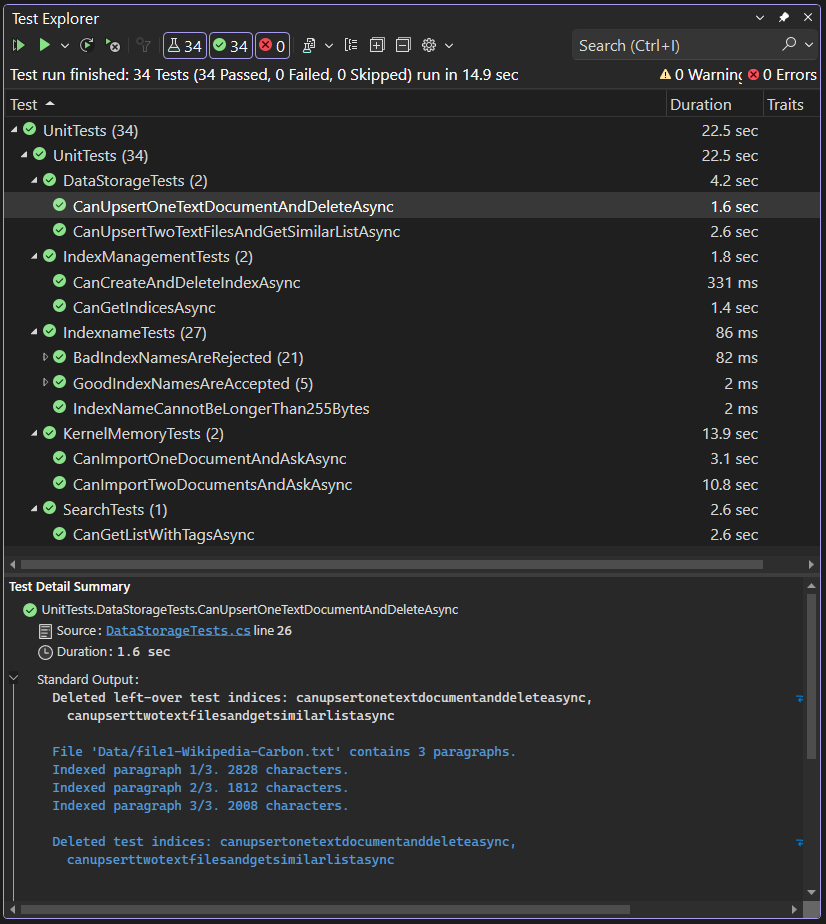 Test Explorer
34 34 0
Search (Ctrl+I)
Test run finished: 34 Tests (34 Passed, 0 Failed, 0 Skipped) run in 14.9 sec 0 Warning 0 Errors
Test Duration Traits
UnitTests (34) 22.5 sec
UnitTests (34) 22.5 sec
DataStorageTests (2) 4.2 sec
CanUpsertOneTextDocumentAndDeleteAsync 1.6 sec
CanUpsertTwoTextFilesAndGetSimilarListAsync 2.6 sec
IndexManagementTests (2) 1.8 sec
CanCreateAndDeleteIndexAsync 331 ms
CanGetIndicesAsync 1.4 sec
IndexnameTests (27) 86 ms
BadIndexNamesAreRejected (21) 82 ms
GoodIndexNamesAreAccepted (5) 2 ms
IndexNameCannotBeLongerThan255Bytes 2 ms
KernelMemoryTests (2) 13.9 sec
CanImportOneDocumentAndAskAsync 3.1 sec
CanImportTwoDocumentsAndAskAsync 10.8 sec
SearchTests (1) 2.6 sec
CanGetListWithTagsAsync 2.6 sec
Test Detail Summary
UnitTests.DataStorageTests.CanUpsertOneTextDocumentAndDeleteAsync
Source: DataStorageTests.cs line 26
Duration: 1.6 sec
Standard Output:
Deleted left-over test indices: canupsertonetextdocumentanddeleteasync,
canupserttwotextfilesandgetsimilarlistasync
File 'Data/file1-Wikipedia-Carbon.txt' contains 3 paragraphs.
Indexed paragraph 1/3. 2828 characters.
Indexed paragraph 2/3. 1812 characters.
Indexed paragraph 3/3. 2008 characters.
Deleted test indices: canupsertonetextdocumentanddeleteasync,
canupserttwotextfilesandgetsimilarlistasync